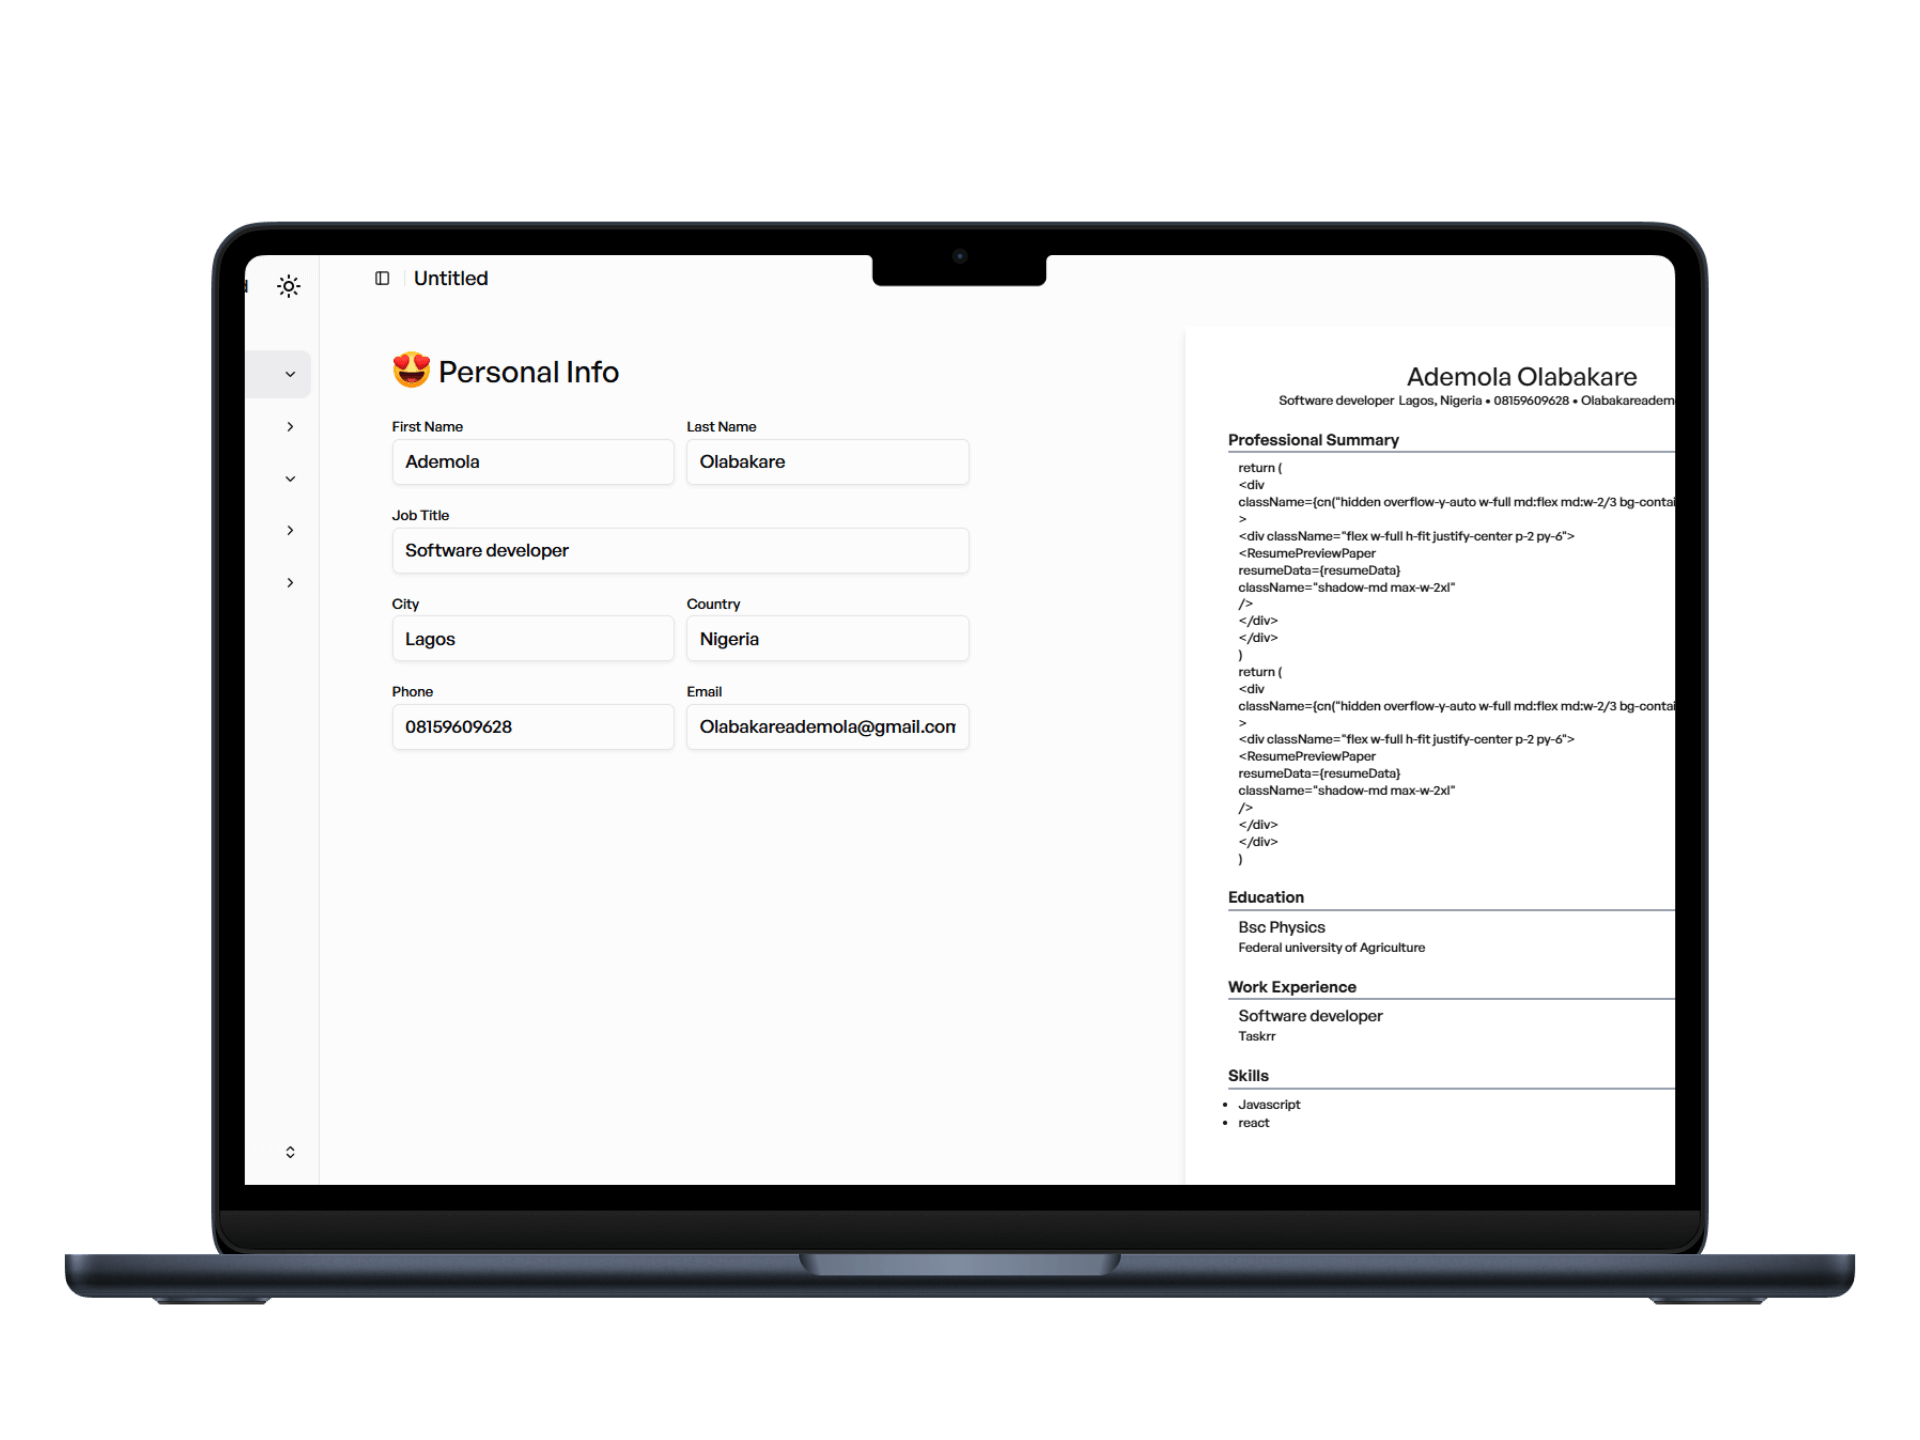 Untitled
😍 Personal Info
First Name
Last Name
Ademola
Olabakare
Job Title
Software developer
City
Country
Lagos
Nigeria
Phone
Email
08159609628
Olabakareademola@gmail.com
Ademola Olabakare
Software developer Lagos, Nigeria • 08159609628 • Olabakareadem
Professional Summary
return (
<div
className={cn("hidden overflow-y-auto w-full md:flex md:w-2/3 bg-contai
>
<div className="flex w-full h-fit justify-center p-2 py-6">
<ResumePreviewPaper
resumeData={resumeData}
className="shadow-md max-w-2xl"
/>
</div>
</div>
)
return (
<div
className={cn("hidden overflow-y-auto w-full md:flex md:w-2/3 bg-contai
>
<div className="flex w-full h-fit justify-center p-2 py-6">
<ResumePreviewPaper
resumeData={resumeData}
className="shadow-md max-w-2xl"
/>
</div>
</div>
)
Education
Bsc Physics
Federal university of Agriculture
Work Experience
Software developer
Taskrr
Skills
• Javascript
• react